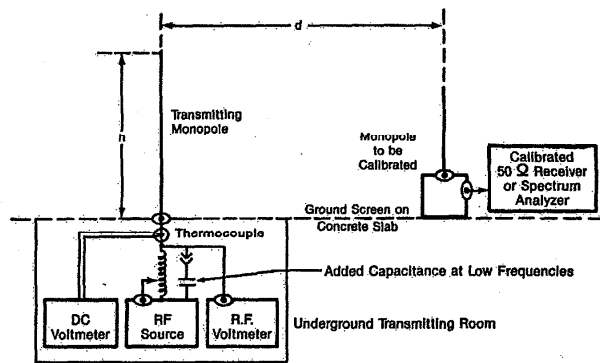 d
h
Transmitting
Monopole
Monopole
to be
Calibrated
Calibrated
50 Ω Receiver
or Spectrum
Analyzer
Ground Screen on
Concrete Slab
Thermocouple
Added Capacitance at Low Frequencies
DC
Voltmeter
RF
Source
R.F.
Voltmeter
Underground Transmitting Room